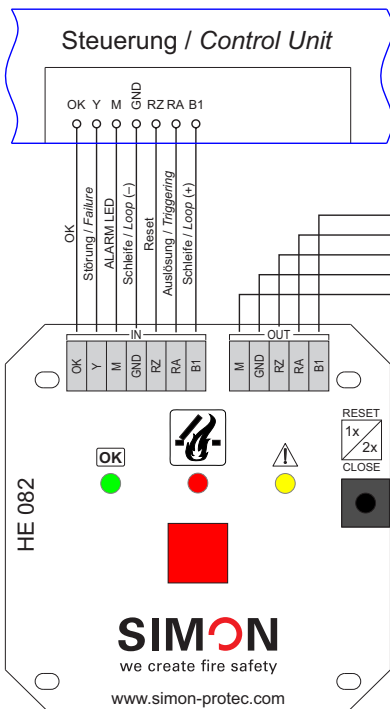 Steuerung / Control Unit
OK Y M GND RZ RA B1
OK
Störung / Failure
ALARM LED
Schleife / Loop (–)
Reset
Auslösung / Triggering
Schleife / Loop (+)
IN
OK Y M GND RZ RA B1
OUT
M GND RZ RA B1
OK
RESET
1x
2x
CLOSE
HE 082
SIMON
we create fire safety
www.simon-protec.com